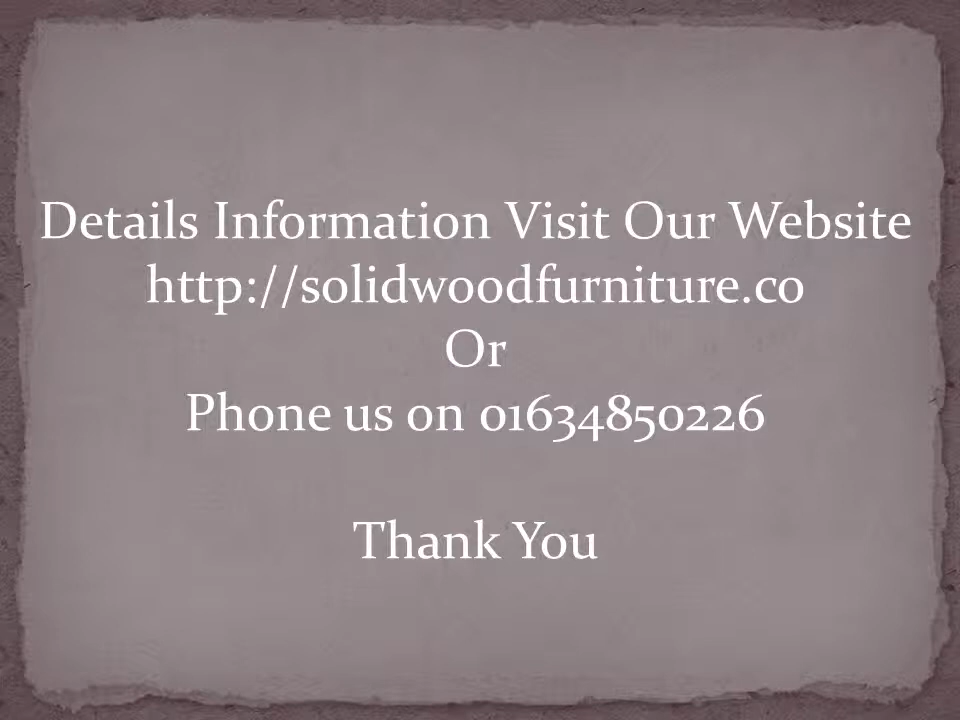 Details Information Visit Our Website
http://solidwoodfurniture.co
Or
Phone us on 01634850226
Thank You